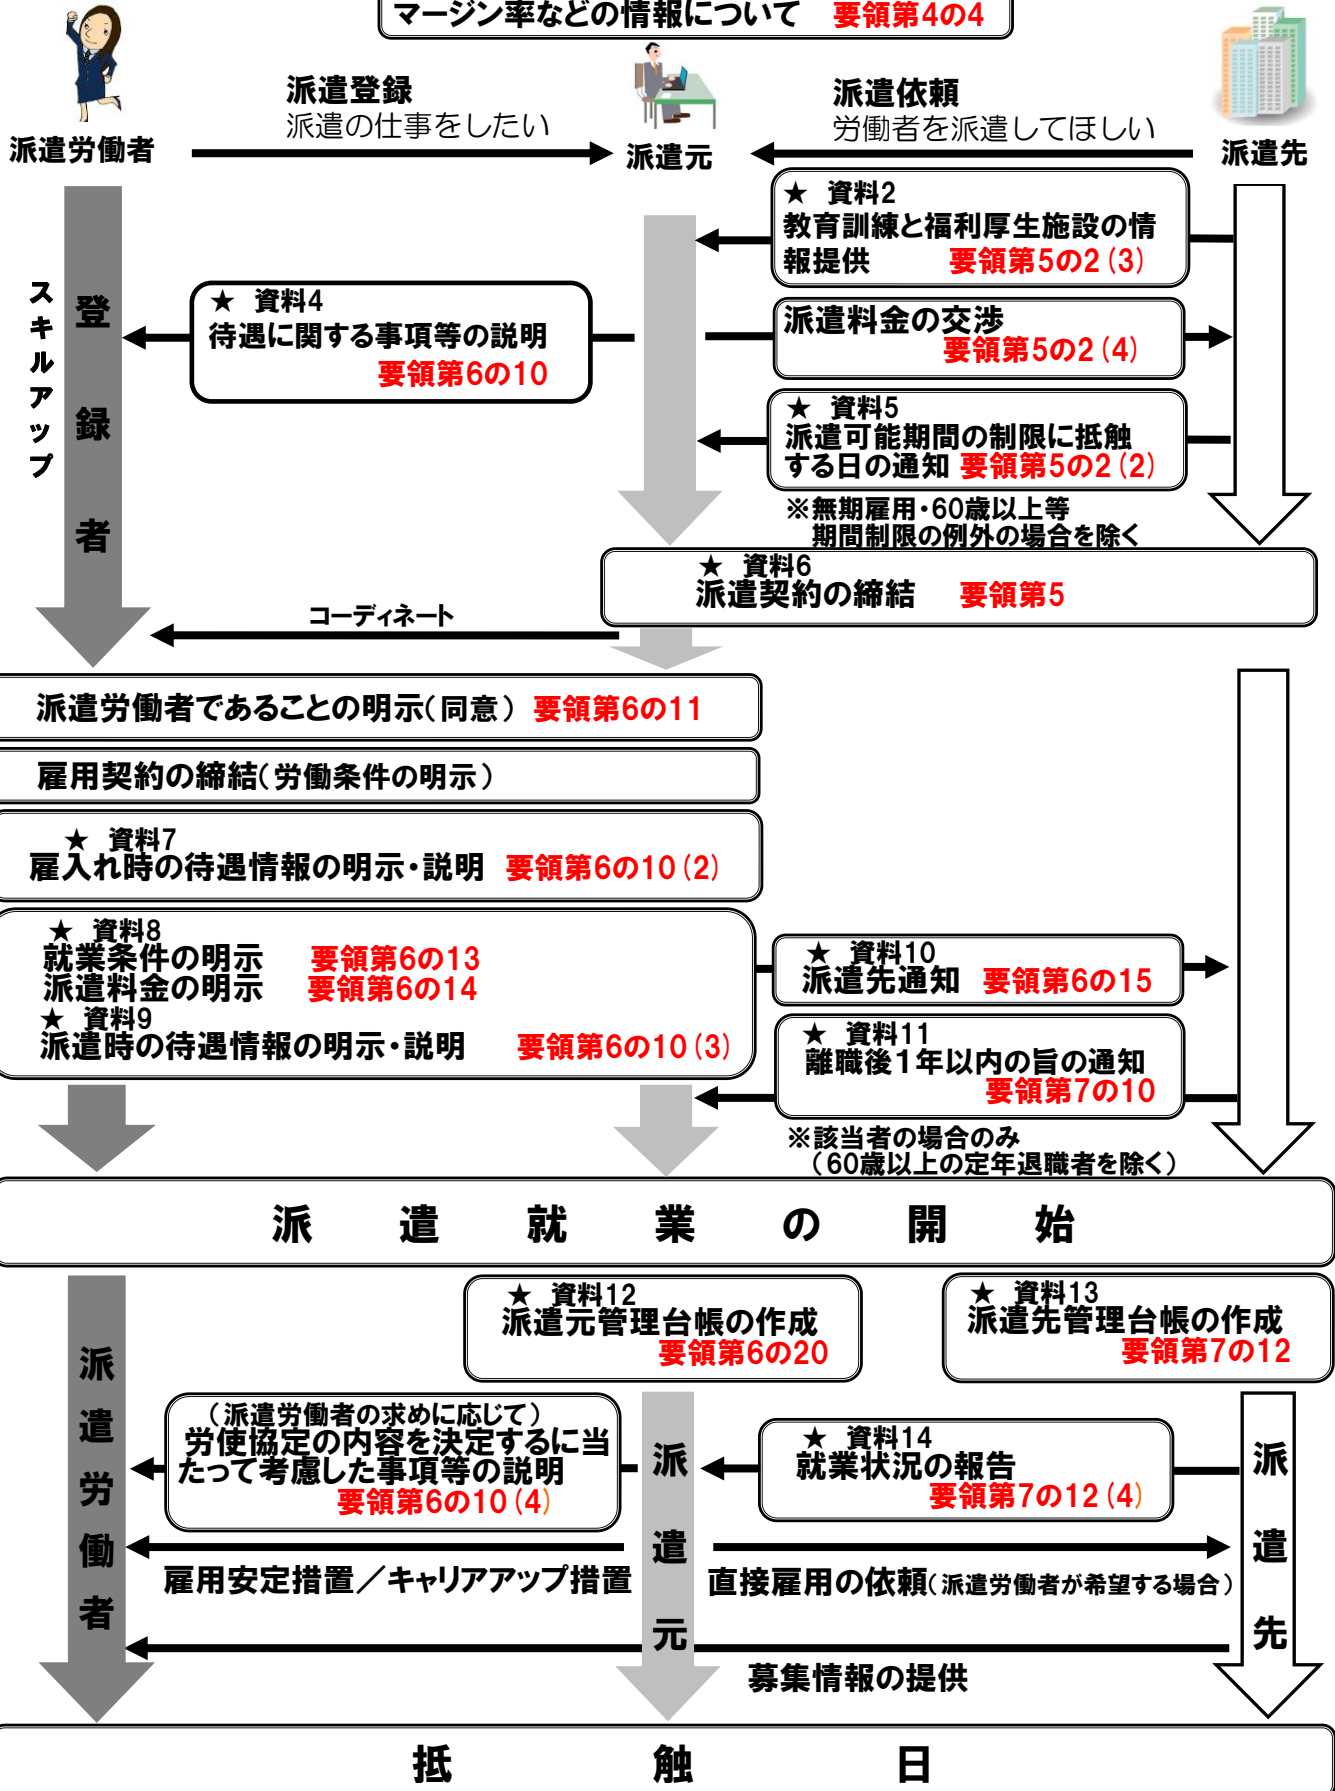 マージン率などの情報について　要領第4の4
派遣登録
派遣の仕事をしたい
派遣依頼
労働者を派遣してほしい
派遣労働者
派遣元
派遣先
★ 資料2
教育訓練と福利厚生施設の情
報提供　要領第5の2(3)
スキルアップ
登録者
★ 資料4
待遇に関する事項等の説明
要領第6の10
派遣料金の交渉
要領第5の2(4)
★ 資料5
派遣可能期間の制限に抵触
する日の通知 要領第5の2(2)
※無期雇用・60歳以上等
期間制限の例外の場合を除く
★ 資料6
派遣契約の締結　要領第5
コーディネート
派遣労働者であることの明示(同意) 要領第6の11
雇用契約の締結(労働条件の明示)
★ 資料7
雇入れ時の待遇情報の明示・説明 要領第6の10(2)
★ 資料8
就業条件の明示　要領第6の13
派遣料金の明示　要領第6の14
★ 資料9
派遣時の待遇情報の明示・説明　要領第6の10(3)
★ 資料10
派遣先通知 要領第6の15
★ 資料11
離職後1年以内の旨の通知
要領第7の10
※該当者の場合のみ
(60歳以上の定年退職者を除く)
派遣就業の開始
★ 資料12
派遣元管理台帳の作成
要領第6の20
★ 資料13
派遣先管理台帳の作成
要領第7の12
派遣労働者
(派遣労働者の求めに応じて)
労使協定の内容を決定するに当
たって考慮した事項等の説明
要領第6の10(4)
派遣元
★ 資料14
就業状況の報告
要領第7の12(4)
派遣先
雇用安定措置／キャリアアップ措置
直接雇用の依頼(派遣労働者が希望する場合)
募集情報の提供
抵触日